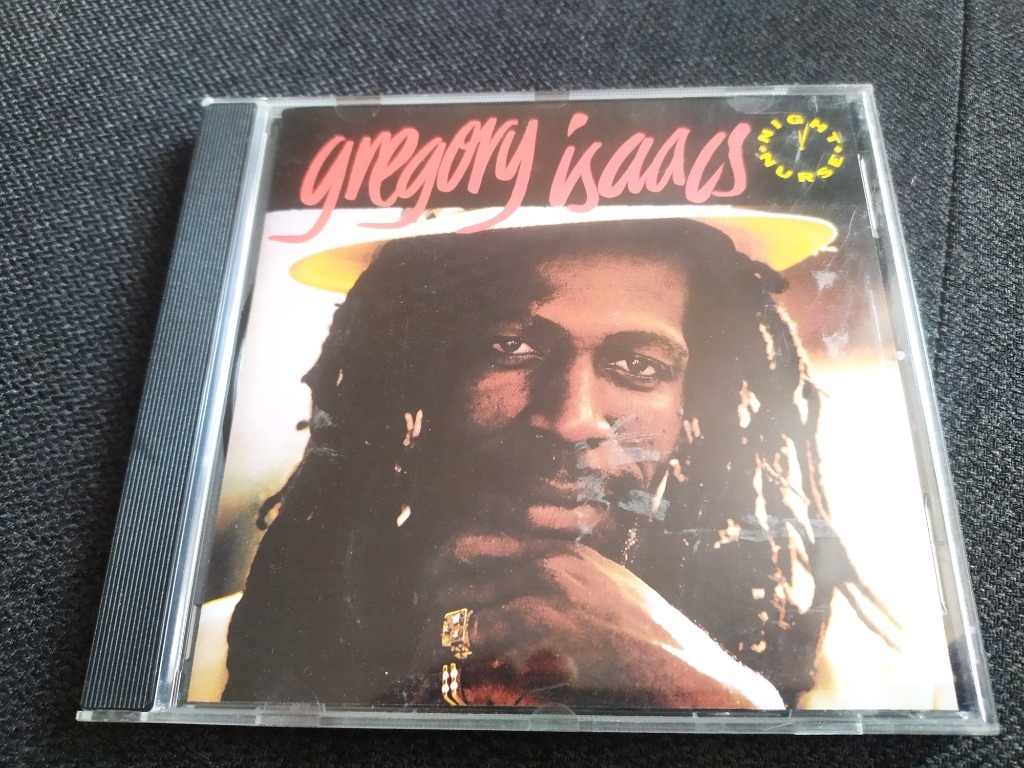 gregory isaacs
• NIGHT •
NURSE